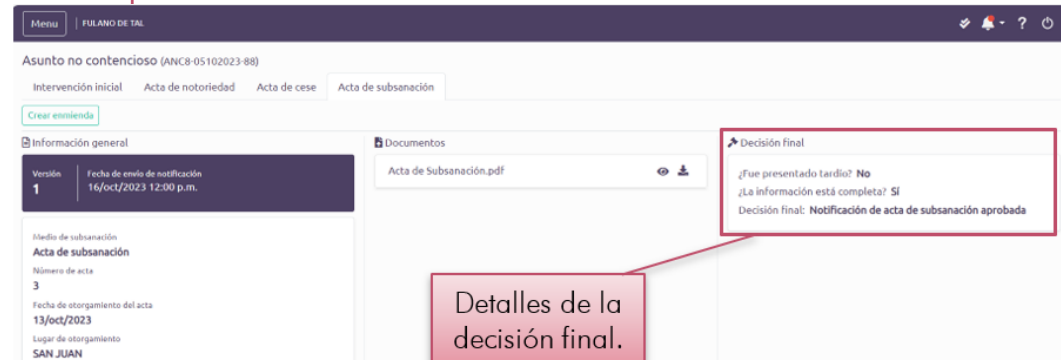 Menu FULANO DE TAL ?
Asunto no contencioso (ANC8-05102023-88)
Intervención inicial Acta de notoriedad Acta de cese Acta de subsanación
Crear enmienda
Información general
Versión
1
Fecha de envío de notificación
16/oct/2023 12:00 p.m.
Medio de subsanación
Acta de subsanación
Número de acta
3
Fecha de otorgamiento del acta
13/oct/2023
Lugar de otorgamiento
SAN JUAN
Documentos
Acta de Subsanación.pdf
Decisión final
¿Fue presentado tardío? No
¿La información está completa? Sí
Decisión final: Notificación de acta de subsanación aprobada
Detalles de la
decisión final.